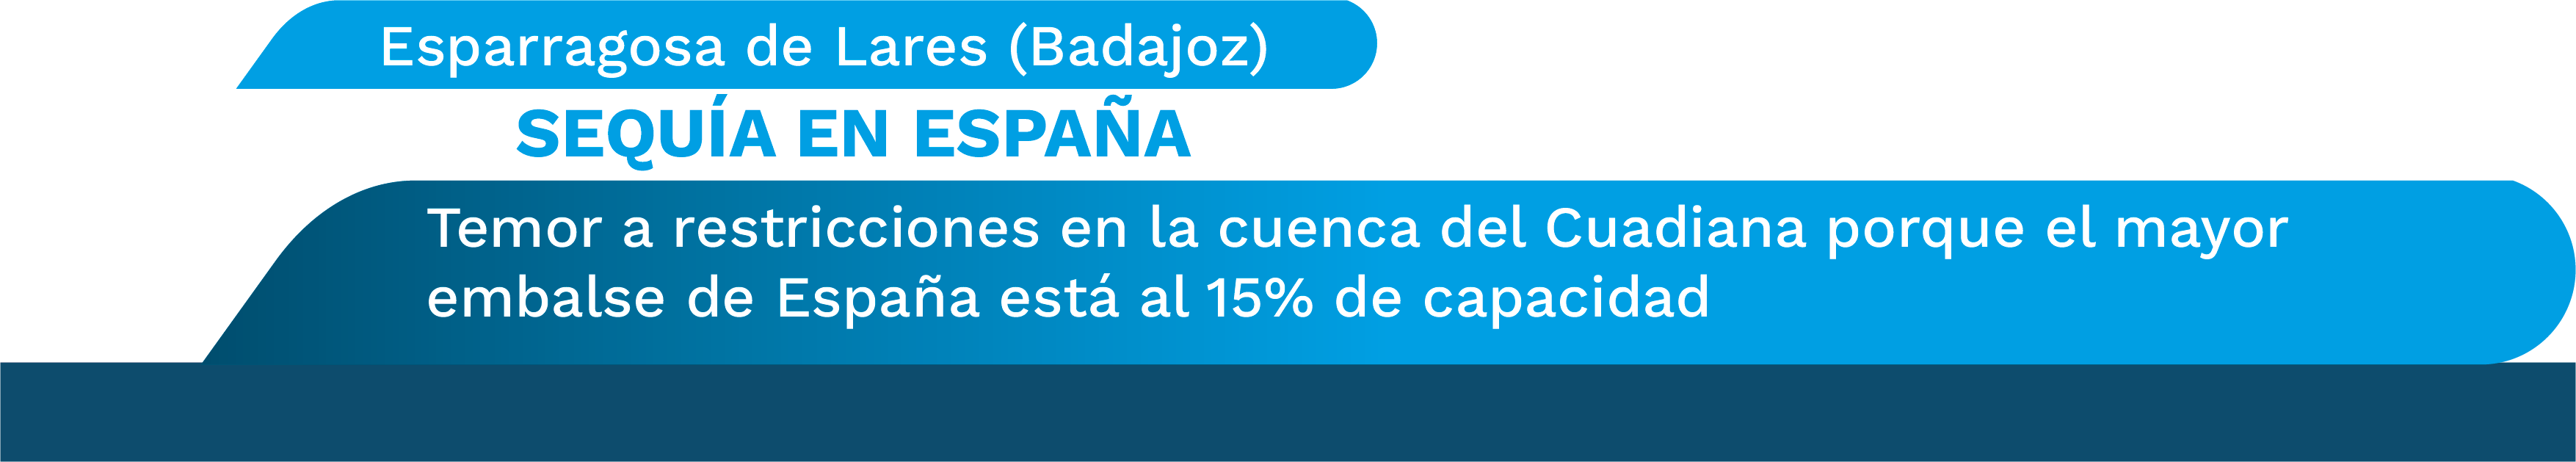 Esparragosa de Lares (Badajoz)
SEQUÍA EN ESPAÑA
Temor a restricciones en la cuenca del Cuadiana porque el mayor
embalse de España está al 15% de capacidad